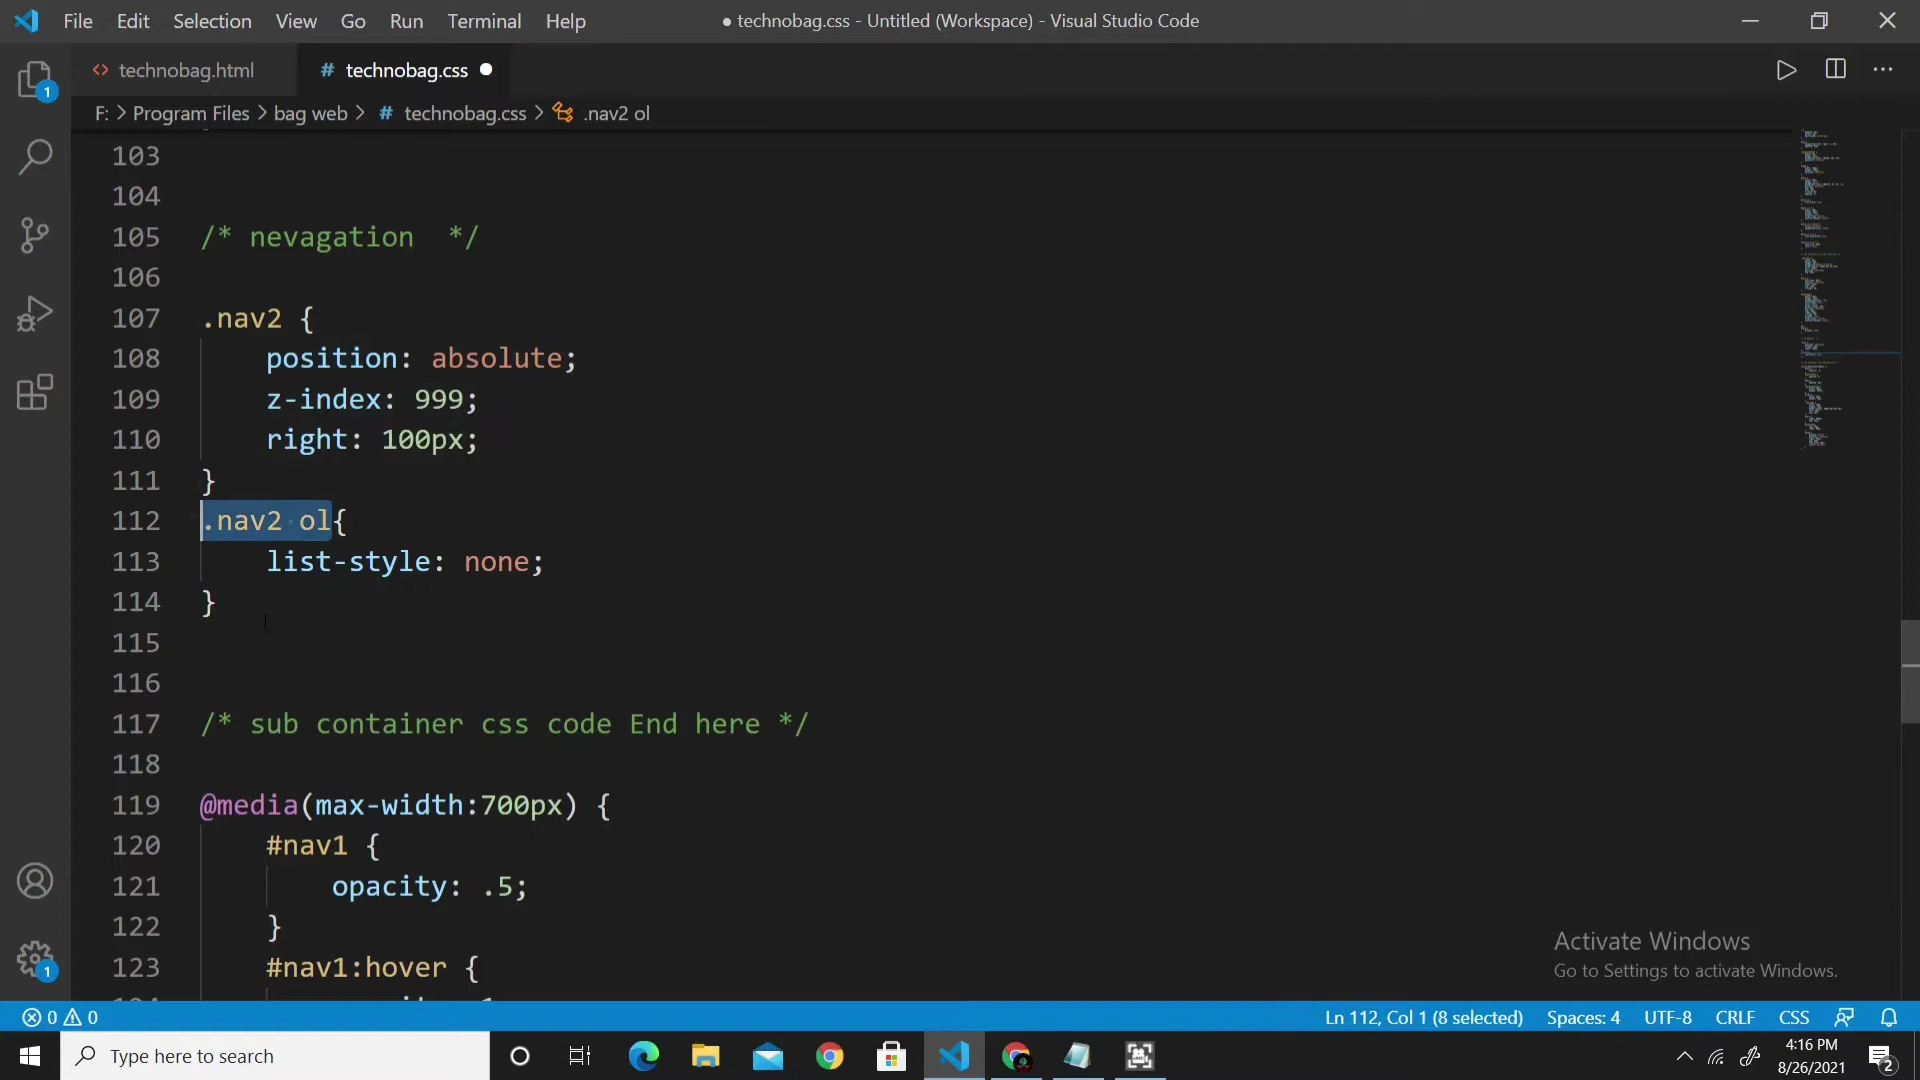 File Edit Selection View Go Run Terminal Help ● technobag.css - Untitled (Workspace) - Visual Studio Code
1
<> technobag.html # technobag.css ●
F: > Program Files > bag web > # technobag.css > .nav2 ol
103
104
105 /* nevagation  */
106
107 .nav2 {
108     position: absolute;
109     z-index: 999;
110     right: 100px;
111 }
112 .nav2 ol{
113     list-style: none;
114 }
115
116
117 /* sub container css code End here */
118
119 @media(max-width:700px) {
120     #nav1 {
121         opacity: .5;
122     }
123     #nav1:hover {
Activate Windows
Go to Settings to activate Windows.
1
0 0 Ln 112, Col 1 (8 selected) Spaces: 4 UTF-8 CRLF CSS
Type here to search
4:16 PM
8/26/2021
2